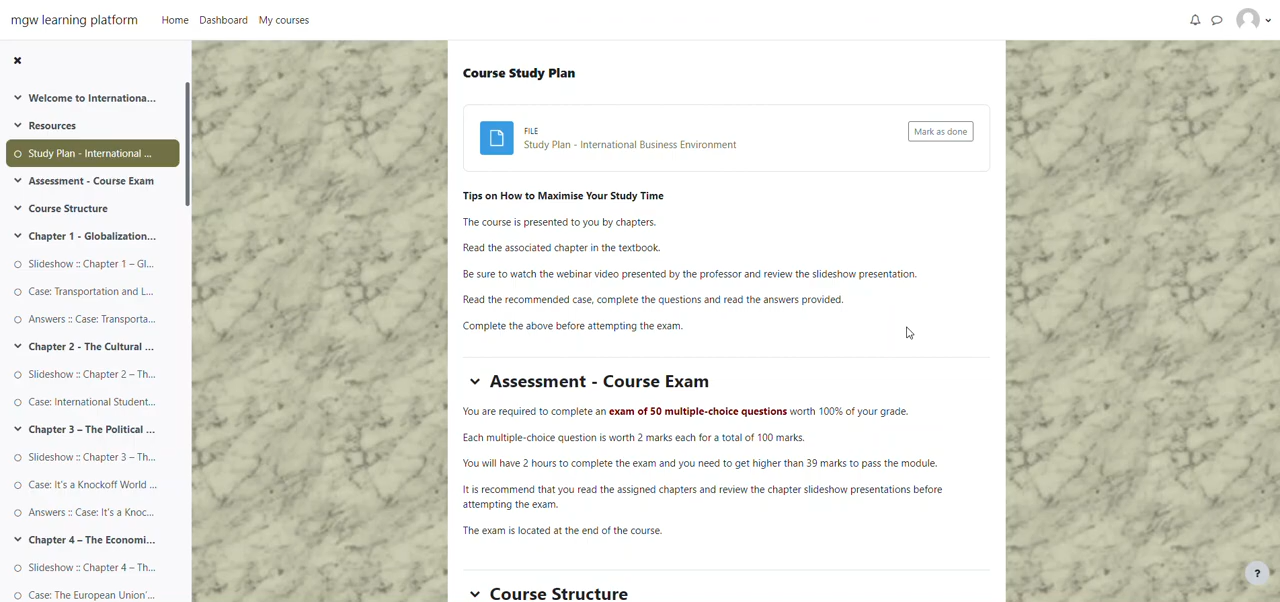 mgw learning platform Home Dashboard My courses
Welcome to Internationa...
Resources
Study Plan - International ...
Assessment - Course Exam
Course Structure
Chapter 1 - Globalization...
Slideshow :: Chapter 1 – Gl...
Case: Transportation and L...
Answers :: Case: Transporta...
Chapter 2 - The Cultural ...
Slideshow :: Chapter 2 – Th...
Case: International Student...
Chapter 3 – The Political ...
Slideshow :: Chapter 3 – Th...
Case: It's a Knockoff World ...
Answers :: Case: It's a Knoc...
Chapter 4 – The Economi...
Slideshow :: Chapter 4 – Th...
Case: The European Union'...
Course Study Plan
FILE
Study Plan - International Business Environment
Mark as done
Tips on How to Maximise Your Study Time
The course is presented to you by chapters.
Read the associated chapter in the textbook.
Be sure to watch the webinar video presented by the professor and review the slideshow presentation.
Read the recommended case, complete the questions and read the answers provided.
Complete the above before attempting the exam.
Assessment - Course Exam
You are required to complete an exam of 50 multiple-choice questions worth 100% of your grade.
Each multiple-choice question is worth 2 marks each for a total of 100 marks.
You will have 2 hours to complete the exam and you need to get higher than 39 marks to pass the module.
It is recommend that you read the assigned chapters and review the chapter slideshow presentations before
attempting the exam.
The exam is located at the end of the course.
Course Structure
?